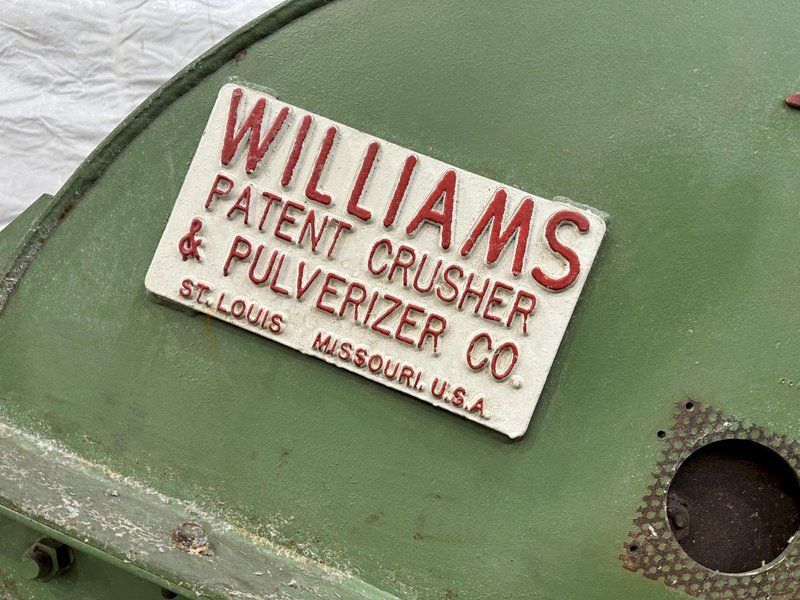 WILLIAMS
PATENT CRUSHER
& PULVERIZER CO.
ST. LOUIS MISSOURI. U.S.A.